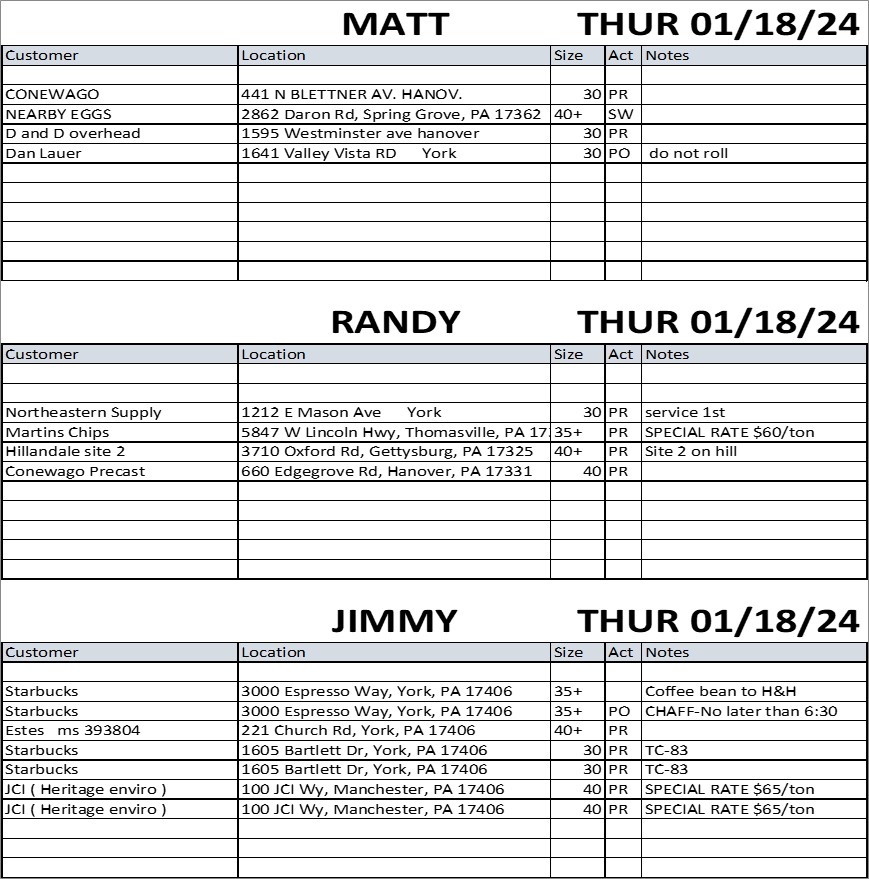 MATT THUR 01/18/24
Customer Location Size Act Notes
CONEWAGO 441 N BLETTNER AV. HANOV. 30 PR
NEARBY EGGS 2862 Daron Rd, Spring Grove, PA 17362 40+ SW
D and D overhead 1595 Westminster ave hanover 30 PR
Dan Lauer 1641 Valley Vista RD York 30 PO do not roll
RANDY THUR 01/18/24
Customer Location Size Act Notes
Northeastern Supply 1212 E Mason Ave York 30 PR service 1st
Martins Chips 5847 W Lincoln Hwy, Thomasville, PA 17 35+ PR SPECIAL RATE $60/ton
Hillandale site 2 3710 Oxford Rd, Gettysburg, PA 17325 40+ PR Site 2 on hill
Conewago Precast 660 Edgegrove Rd, Hanover, PA 17331 40 PR
JIMMY THUR 01/18/24
Customer Location Size Act Notes
Starbucks 3000 Espresso Way, York, PA 17406 35+ Coffee bean to H&H
Starbucks 3000 Espresso Way, York, PA 17406 35+ PO CHAFF-No later than 6:30
Estes ms 393804 221 Church Rd, York, PA 17406 40+ PR
Starbucks 1605 Bartlett Dr, York, PA 17406 30 PR TC-83
Starbucks 1605 Bartlett Dr, York, PA 17406 30 PR TC-83
JCI ( Heritage enviro ) 100 JCI Wy, Manchester, PA 17406 40 PR SPECIAL RATE $65/ton
JCI ( Heritage enviro ) 100 JCI Wy, Manchester, PA 17406 40 PR SPECIAL RATE $65/ton